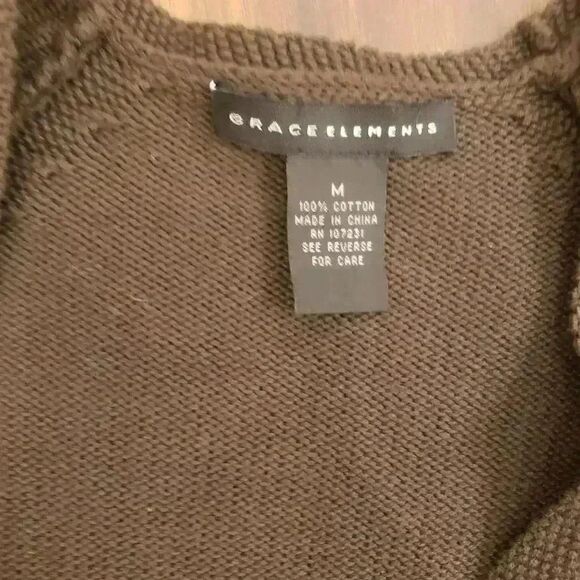 GRACE ELEMENTS
M
100% COTTON
MADE IN CHINA
RN 107231
SEE REVERSE
FOR CARE